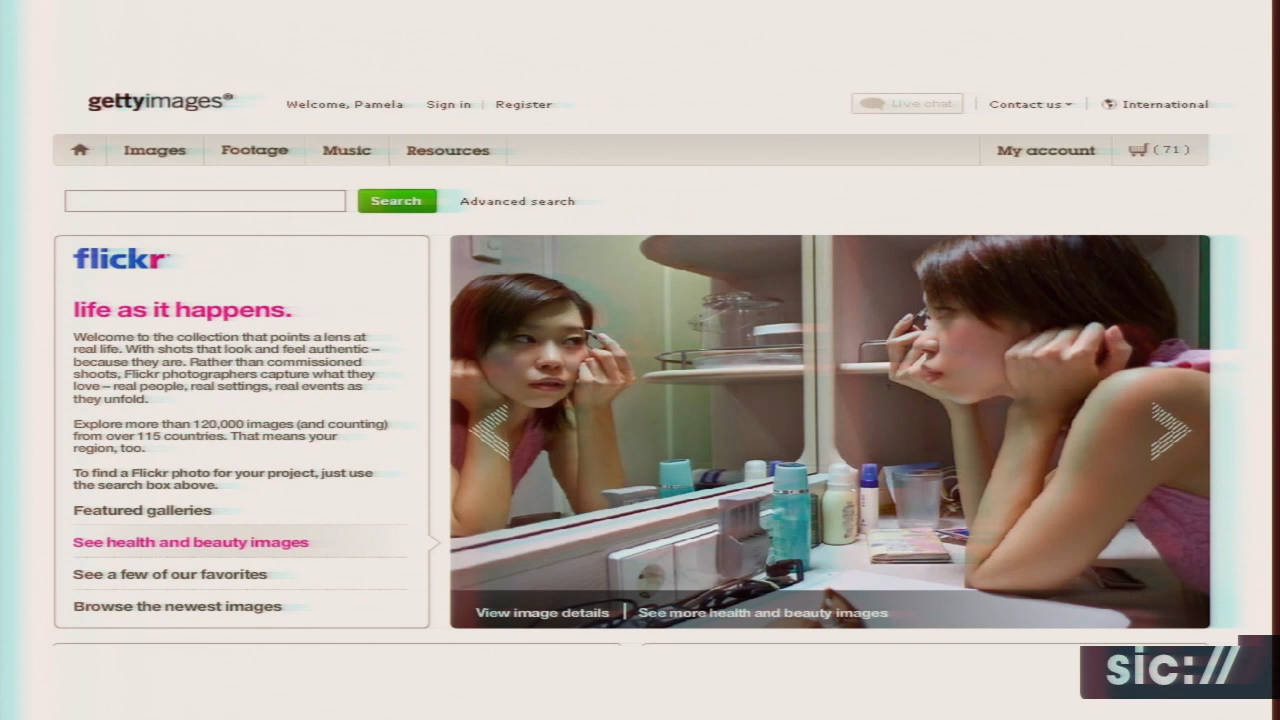 gettyimages®
Welcome, Pamela Sign in | Register
Live chat | Contact us | International
Images Footage Music Resources My account (71)
Search Advanced search
flickr
life as it happens.
Welcome to the collection that points a lens at
real life. With shots that look and feel authentic –
because they are. Rather than commissioned
shoots, Flickr photographers capture what they
love – real people, real settings, real events as
they unfold.
Explore more than 120,000 images (and counting)
from over 115 countries. That means your
region, too.
To find a Flickr photo for your project, just use
the search box above.
Featured galleries
See health and beauty images
See a few of our favorites
Browse the newest images
View image details | See more health and beauty images
sic://